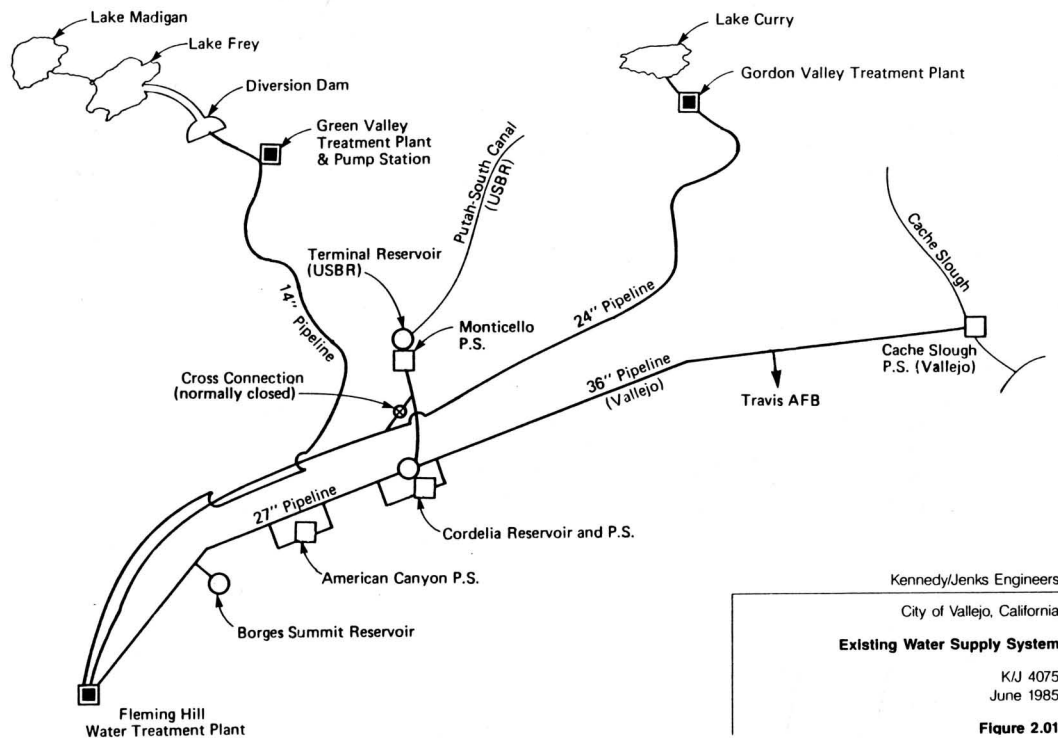 Lake Madigan
Lake Frey
Diversion Dam
Green Valley
Treatment Plant
& Pump Station
Lake Curry
Gordon Valley Treatment Plant
Putah-South Canal
(USBR)
Terminal Reservoir
(USBR)
Monticello
P.S.
14" Pipeline
24" Pipeline
Cache Slough
Cross Connection
(normally closed)
36" Pipeline
(Vallejo)
Cache Slough
P.S. (Vallejo)
Travis AFB
27" Pipeline
Cordelia Reservoir and P.S.
American Canyon P.S.
Borges Summit Reservoir
Fleming Hill
Water Treatment Plant
Kennedy/Jenks Engineers
City of Vallejo, California
Existing Water Supply System
K/J 4075
June 1985
Figure 2.01